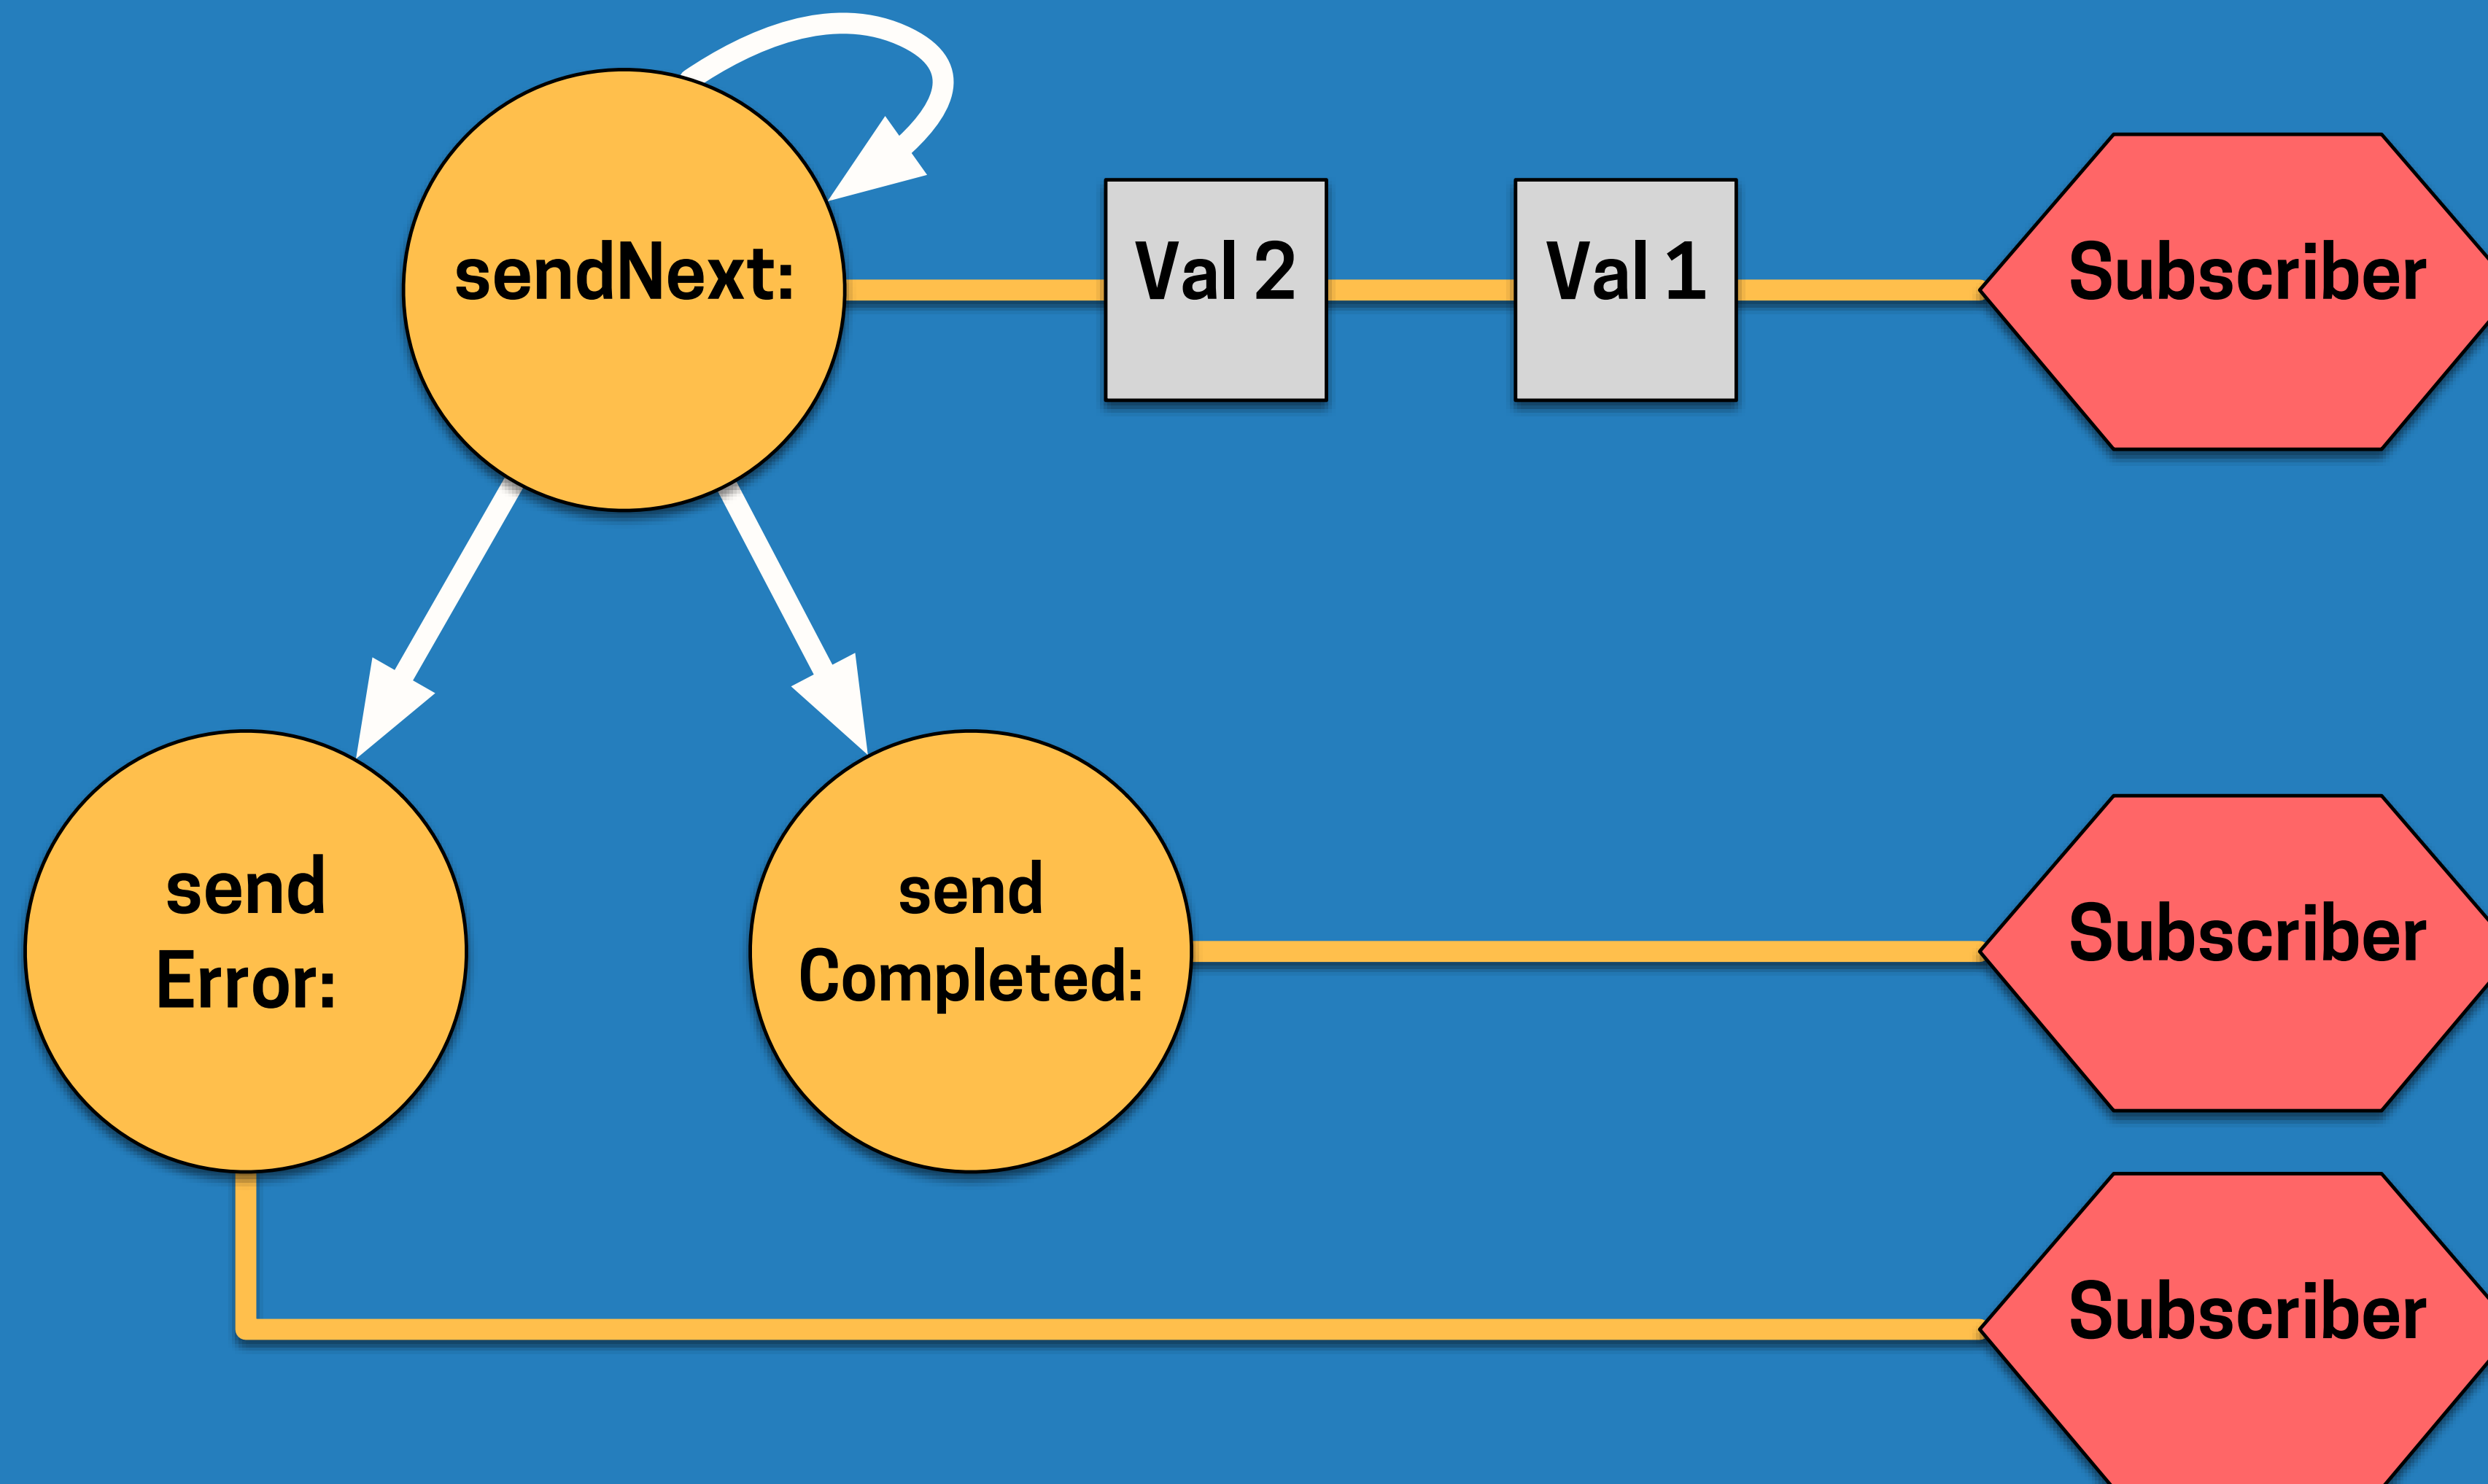 sendNext:
Val 2
Val 1
Subscriber
send
Error:
send
Completed:
Subscriber
Subscriber